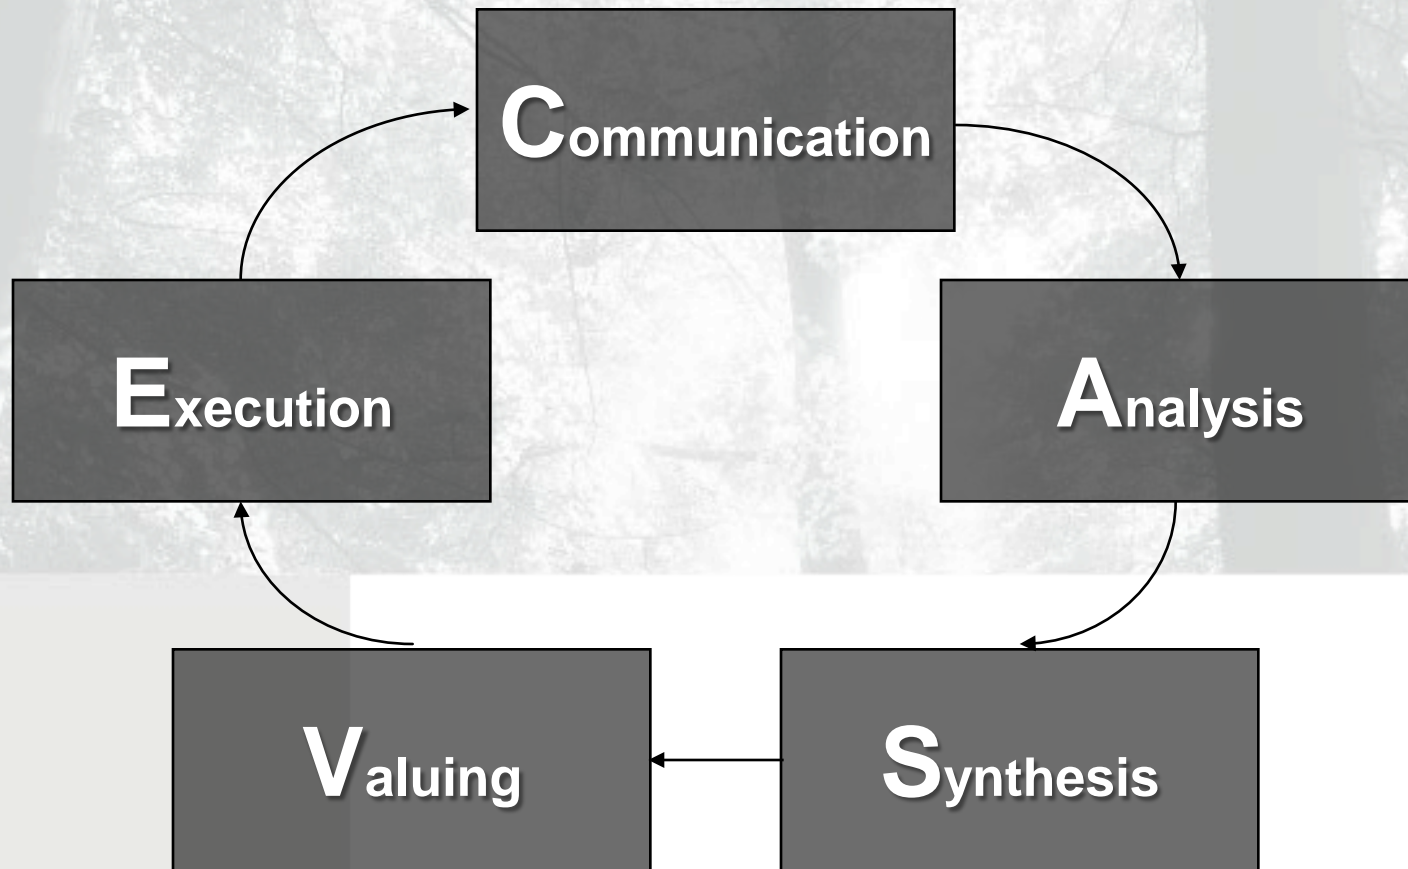 Communication
Execution
Analysis
Valuing
Synthesis